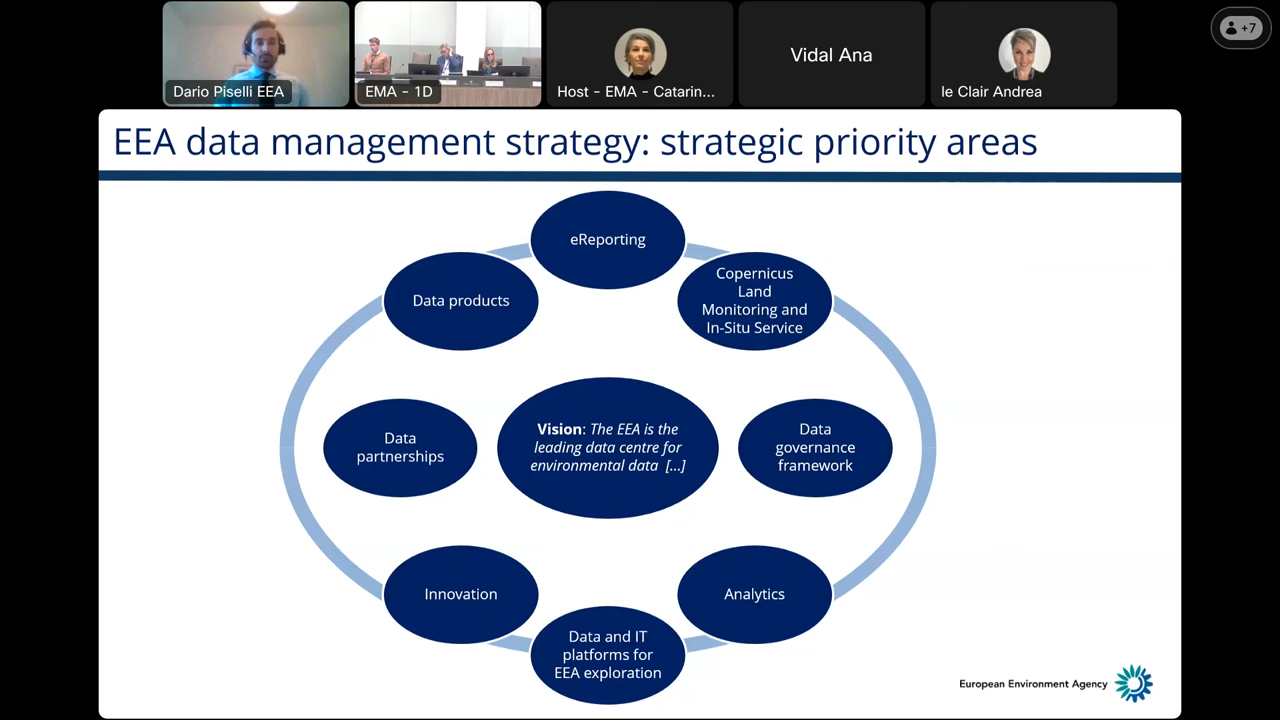 Dario Piselli EEA
EMA - 1D
Host - EMA - Catarin...
Vidal Ana
le Clair Andrea
+7
EEA data management strategy: strategic priority areas
eReporting
Copernicus
Land
Monitoring and
In-Situ Service
Data products
Vision: The EEA is the
leading data centre for
environmental data [...]
Data
partnerships
Data
governance
framework
Innovation
Analytics
Data and IT
platforms for
EEA exploration
European Environment Agency